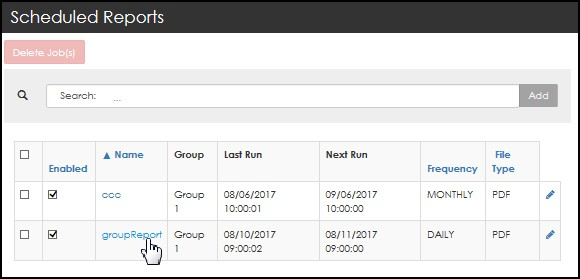 Scheduled Reports
Delete Job(s)
Search: ... Add
Enabled ▲ Name Group Last Run Next Run Frequency File Type
ccc Group 1 08/06/2017 10:00:01 09/06/2017 10:00:00 MONTHLY PDF
groupReport Group 1 08/10/2017 09:00:02 08/11/2017 09:00:00 DAILY PDF